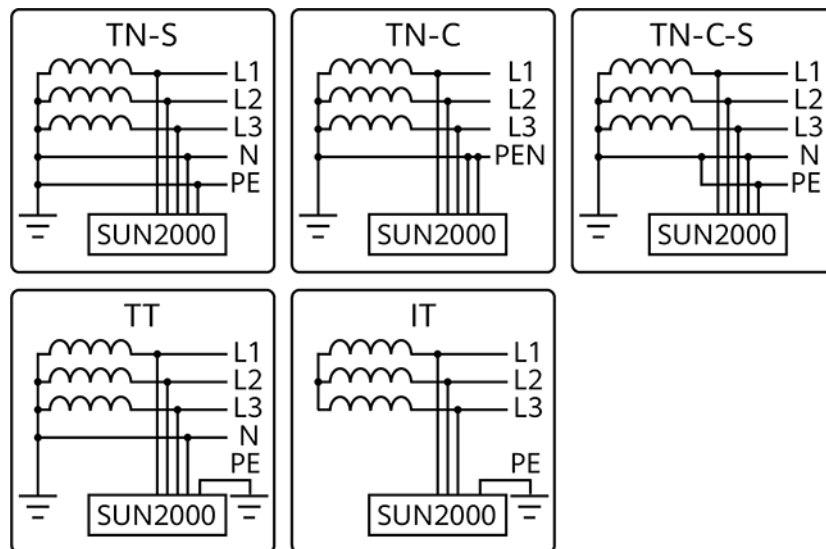 TN-S
L1
L2
L3
N
PE
SUN2000
TN-C
L1
L2
L3
PEN
SUN2000
TN-C-S
L1
L2
L3
N
PE
SUN2000
TT
L1
L2
L3
N
PE
SUN2000
IT
L1
L2
L3
PE
SUN2000